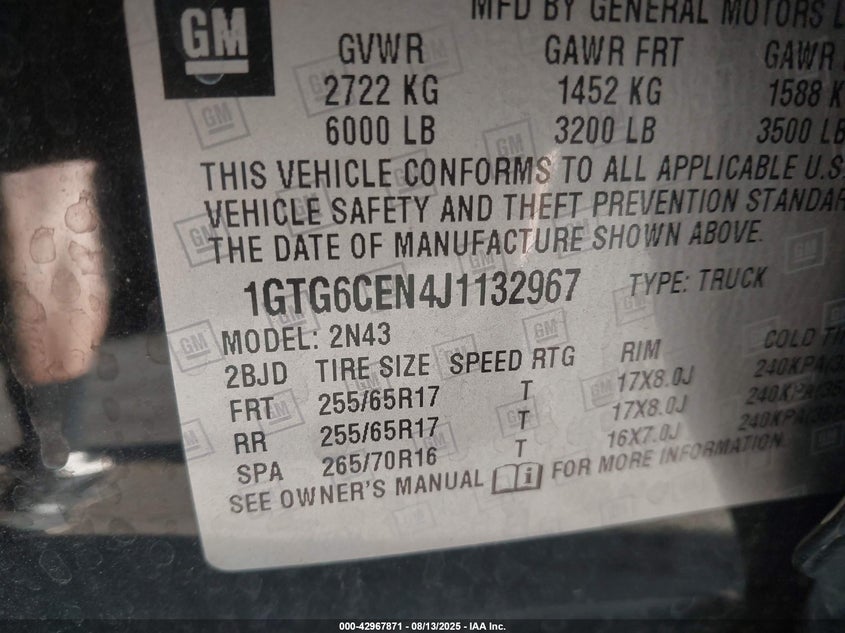 MFD BY GENERAL MOTORS
GM
GVWR GAWR FRT GAWR
2722 KG 1452 KG 1588 K
6000 LB 3200 LB 3500 LB
THIS VEHICLE CONFORMS TO ALL APPLICABLE U.S.
VEHICLE SAFETY AND THEFT PREVENTION STANDAR
THE DATE OF MANUFACTURE SHOWN ABOVE.
1GTG6CEN4J1132967 TYPE: TRUCK
MODEL: 2N43
2BJD TIRE SIZE SPEED RTG RIM COLD
FRT 255/65R17 T 17X8.0J 240KPA
RR 255/65R17 T 17X8.0J 240KPA
SPA 265/70R16 T 16X7.0J 240KPA
SEE OWNER'S MANUAL i FOR MORE INFORMATION
000-42967871 - 08/13/2025 - IAA Inc.